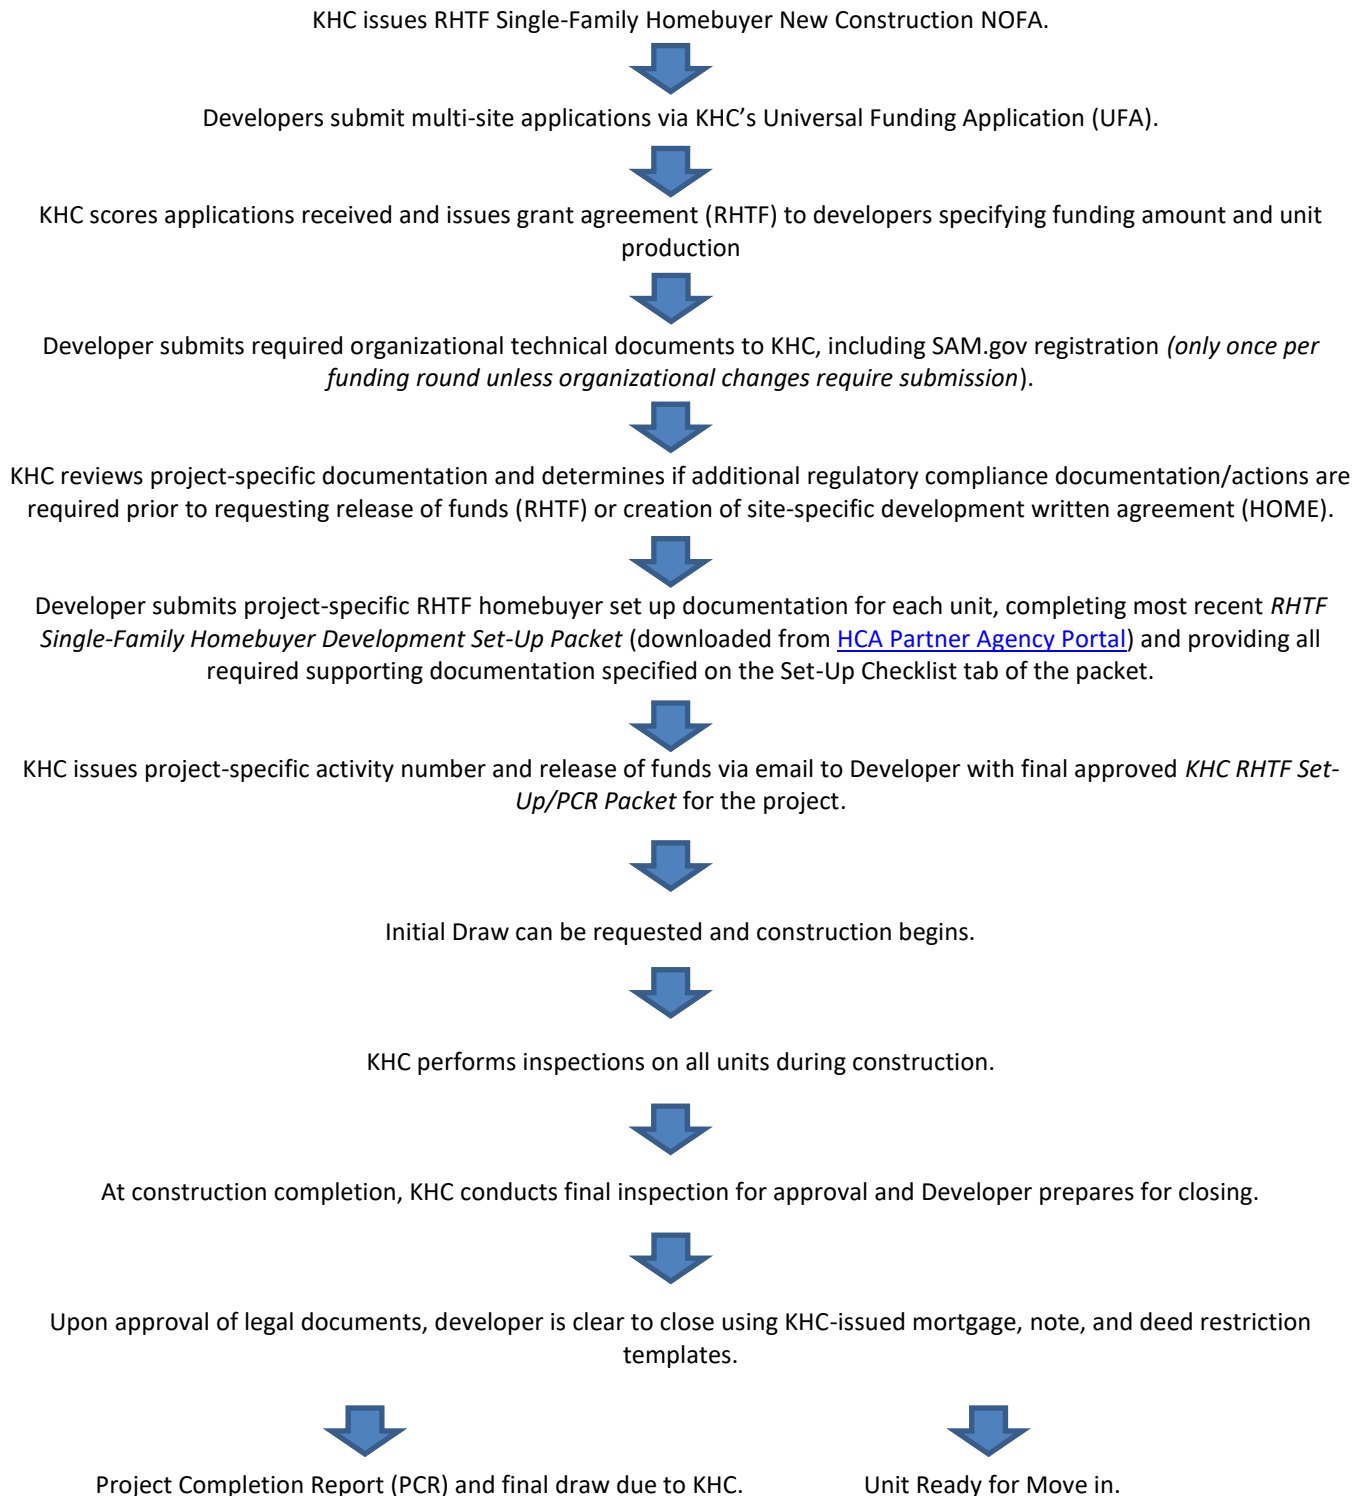 KHC issues RHTF Single-Family Homebuyer New Construction NOFA.
Developers submit multi-site applications via KHC’s Universal Funding Application (UFA).
KHC scores applications received and issues grant agreement (RHTF) to developers specifying funding amount and unit
production
Developer submits required organizational technical documents to KHC, including SAM.gov registration (only once per
funding round unless organizational changes require submission).
KHC reviews project-specific documentation and determines if additional regulatory compliance documentation/actions are
required prior to requesting release of funds (RHTF) or creation of site-specific development written agreement (HOME).
Developer submits project-specific RHTF homebuyer set up documentation for each unit, completing most recent RHTF
Single-Family Homebuyer Development Set-Up Packet (downloaded from HCA Partner Agency Portal) and providing all
required supporting documentation specified on the Set-Up Checklist tab of the packet.
KHC issues project-specific activity number and release of funds via email to Developer with final approved KHC RHTF Set-
Up/PCR Packet for the project.
Initial Draw can be requested and construction begins.
KHC performs inspections on all units during construction.
At construction completion, KHC conducts final inspection for approval and Developer prepares for closing.
Upon approval of legal documents, developer is clear to close using KHC-issued mortgage, note, and deed restriction
templates.
Project Completion Report (PCR) and final draw due to KHC.
Unit Ready for Move in.